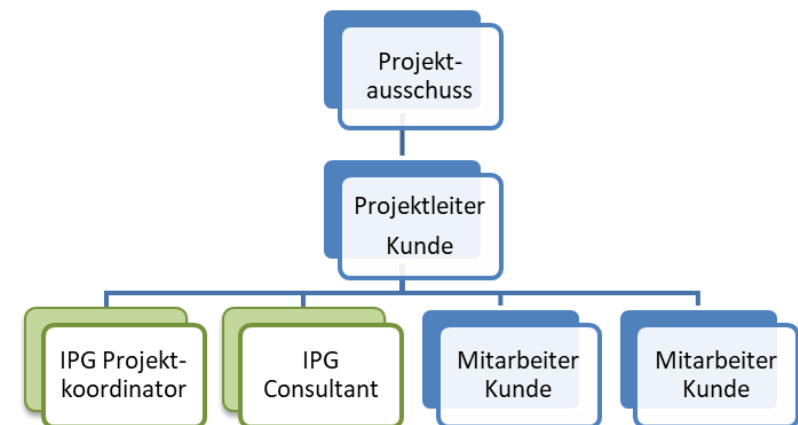 Projekt-
ausschuss
Projektleiter
Kunde
IPG Projekt-
koordinator
IPG
Consultant
Mitarbeiter
Kunde
Mitarbeiter
Kunde